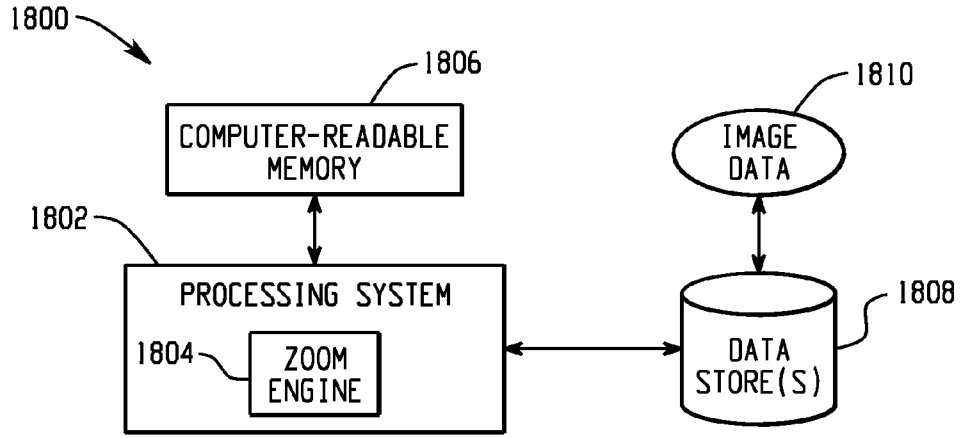 1800
1806
COMPUTER-READABLE
MEMORY
1810
IMAGE
DATA
1802
PROCESSING SYSTEM
1804
ZOOM
ENGINE
1808
DATA
STORE(S)